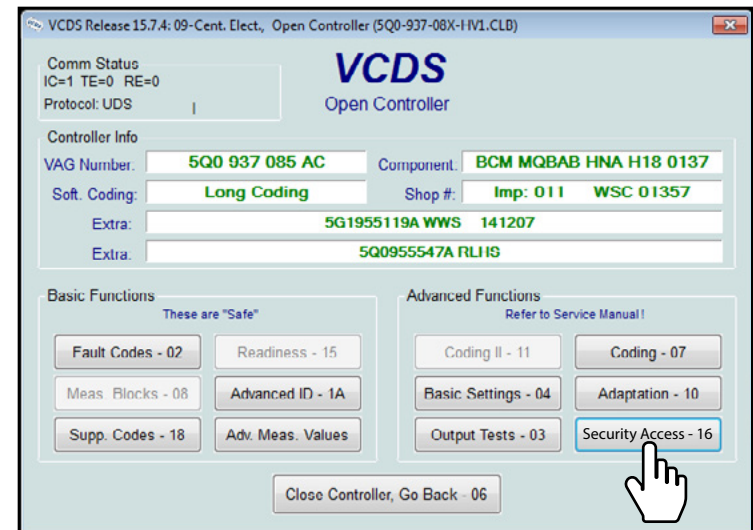 VCDS Release 15.7.4: 09-Cent. Elect., Open Controller (5Q0-937-08X-HV1.CLB)
Comm Status
IC=1 TE=0 RE=0
Protocol: UDS
VCDS
Open Controller
Controller Info
VAG Number: 5Q0 937 085 AC Component: BCM MQBAB HNA H18 0137
Soft. Coding: Long Coding Shop #: Imp: 011 WSC 01357
Extra: 5G1955119A WWS 141207
Extra: 5Q0955547A RLHS
Basic Functions
These are "Safe"
Fault Codes - 02 Readiness - 15
Meas. Blocks - 08 Advanced ID - 1A
Supp. Codes - 18 Adv. Meas. Values
Advanced Functions
Refer to Service Manual!
Coding II - 11 Coding - 07
Basic Settings - 04 Adaptation - 10
Output Tests - 03 Security Access - 16
Close Controller, Go Back - 06